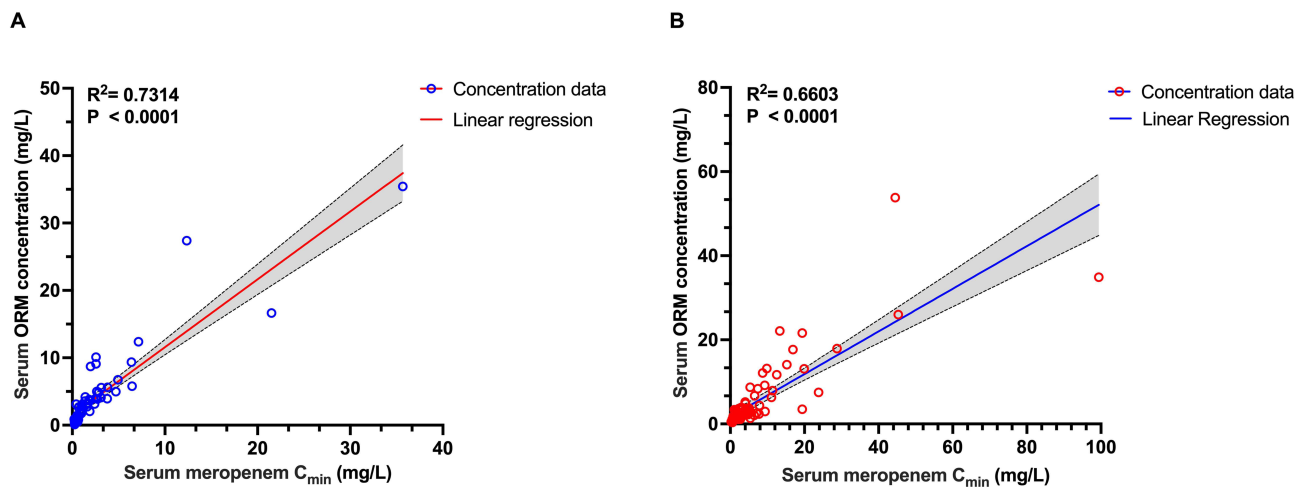 A
R²= 0.7314
P < 0.0001
Concentration data
Linear regression
Serum ORM concentration (mg/L)
50
40
30
20
10
0
0 10 20 30 40
Serum meropenem Cmin (mg/L)
B
R²= 0.6603
P < 0.0001
Concentration data
Linear Regression
Serum ORM concentration (mg/L)
80
60
40
20
0
0 20 40 60 80 100
Serum meropenem Cmin (mg/L)